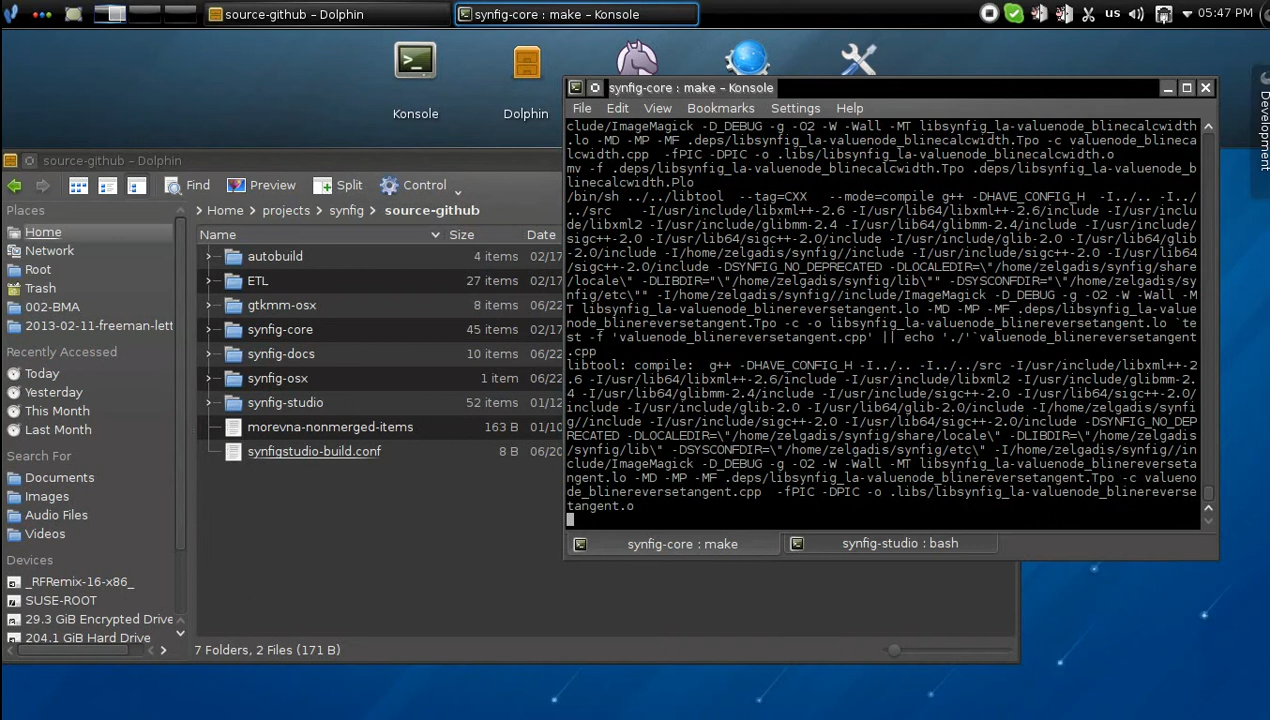 source-github – Dolphin
synfig-core : make – Konsole
us
05:47 PM
Konsole
Dolphin
Development
synfig-core : make – Konsole
File Edit View Bookmarks Settings Help
clude/ImageMagick -D_DEBUG -g -O2 -W -Wall -MT libsynfig_la-valuenode_blinecalcwidth
.lo -MD -MP -MF .deps/libsynfig_la-valuenode_blinecalcwidth.Tpo -c valuenode_blineca
lcwidth.cpp  -fPIC -DPIC -o .libs/libsynfig_la-valuenode_blinecalcwidth.o
mv -f .deps/libsynfig_la-valuenode_blinecalcwidth.Tpo .deps/libsynfig_la-valuenode_b
linecalcwidth.Plo
/bin/sh ../../libtool  --tag=CXX   --mode=compile g++ -DHAVE_CONFIG_H -I../.. -I../
../src    -I/usr/include/libxml++-2.6 -I/usr/lib64/libxml++-2.6/include -I/usr/inclu
de/libxml2 -I/usr/include/glibmm-2.4 -I/usr/lib64/glibmm-2.4/include -I/usr/include/
sigc++-2.0 -I/usr/lib64/sigc++-2.0/include -I/usr/include/glib-2.0 -I/usr/lib64/glib
-2.0/include -I/home/zelgadis/synfig//include -I/usr/include/sigc++-2.0 -I/usr/lib64
/sigc++-2.0/include -DSYNFIG_NO_DEPRECATED -DLOCALEDIR=\"/home/zelgadis/synfig/share
/locale\" -DLIBDIR="\"/home/zelgadis/synfig/lib\"" -DSYSCONFDIR="\"/home/zelgadis/sy
nfig/etc\"" -I/home/zelgadis/synfig//include/ImageMagick -D_DEBUG -g -O2 -W -Wall -M
T libsynfig_la-valuenode_blinereversetangent.lo -MD -MP -MF .deps/libsynfig_la-value
node_blinereversetangent.Tpo -c -o libsynfig_la-valuenode_blinereversetangent.lo `te
st -f 'valuenode_blinereversetangent.cpp' || echo './'`valuenode_blinereversetangent
.cpp
libtool: compile:  g++ -DHAVE_CONFIG_H -I../.. -I../../src -I/usr/include/libxml++-2
.6 -I/usr/lib64/libxml++-2.6/include -I/usr/include/libxml2 -I/usr/include/glibmm-2.
4 -I/usr/lib64/glibmm-2.4/include -I/usr/include/sigc++-2.0 -I/usr/lib64/sigc++-2.0/
include -I/usr/include/glib-2.0 -I/usr/lib64/glib-2.0/include -I/home/zelgadis/synfi
g//include -I/usr/include/sigc++-2.0 -I/usr/lib64/sigc++-2.0/include -DSYNFIG_NO_DEP
RECATED -DLOCALEDIR=\"/home/zelgadis/synfig/share/locale\" -DLIBDIR=\"/home/zelgadis
/synfig/lib\" -DSYSCONFDIR=\"/home/zelgadis/synfig/etc\" -I/home/zelgadis/synfig//in
clude/ImageMagick -D_DEBUG -g -O2 -W -Wall -MT libsynfig_la-valuenode_blinereverseta
ngent.lo -MD -MP -MF .deps/libsynfig_la-valuenode_blinereversetangent.Tpo -c valueno
de_blinereversetangent.cpp  -fPIC -DPIC -o .libs/libsynfig_la-valuenode_blinereverse
tangent.o
synfig-core : make
synfig-studio : bash
source-github – Dolphin
Find Preview Split Control
Places
Home
Network
Root
Trash
002-BMA
2013-02-11-freeman-lett
Recently Accessed
Today
Yesterday
This Month
Last Month
Search For
Documents
Images
Audio Files
Videos
Devices
_RFRemix-16-x86_
SUSE-ROOT
29.3 GiB Encrypted Drive
204.1 GiB Hard Drive
Home projects synfig source-github
Name Size Date
autobuild 4 items 02/17
ETL 27 items 02/17
gtkmm-osx 8 items 06/22
synfig-core 45 items 02/17
synfig-docs 10 items 06/22
synfig-osx 1 item 06/22
synfig-studio 52 items 01/12
morevna-nonmerged-items 163 B 01/10
synfigstudio-build.conf 8 B 06/20
7 Folders, 2 Files (171 B)